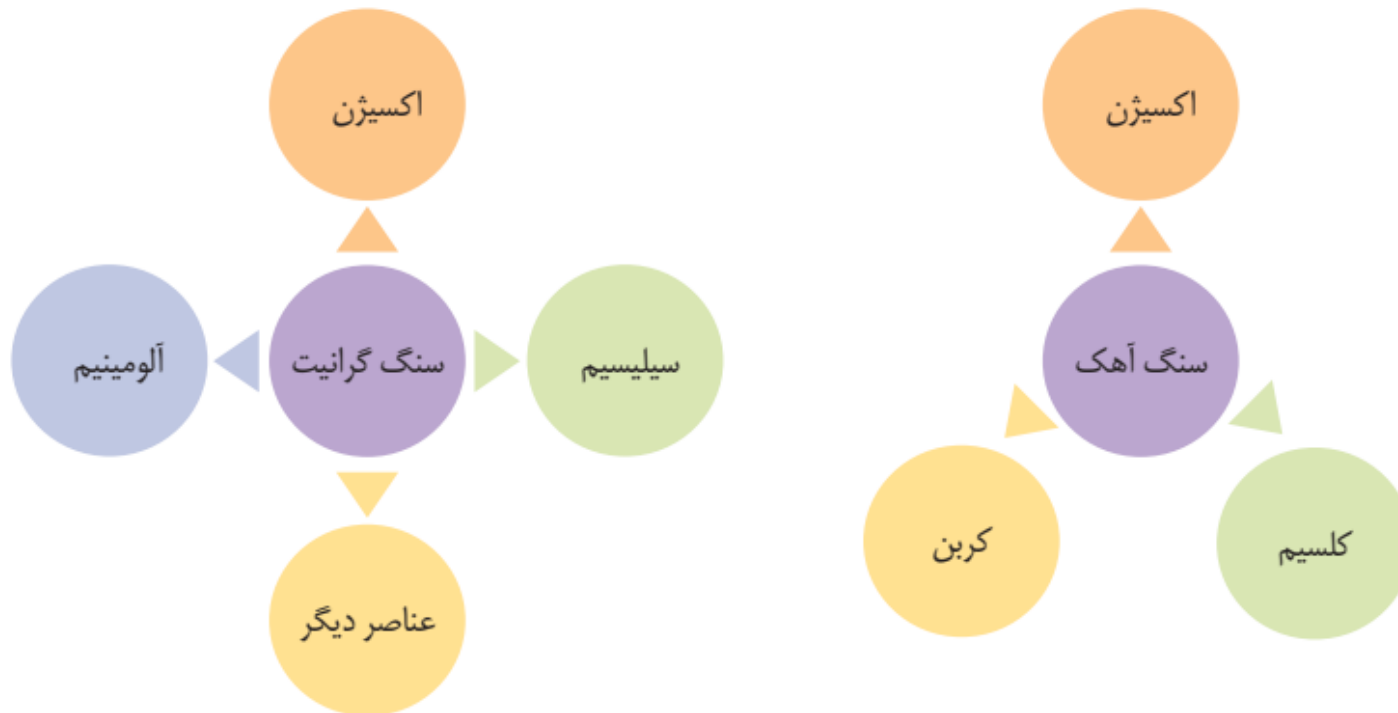 اکسیژن
اکسیژن
سنگ آهک
کلسیم
کربن
سیلیسیم
سنگ گرانیت
آلومینیم
عناصر دیگر